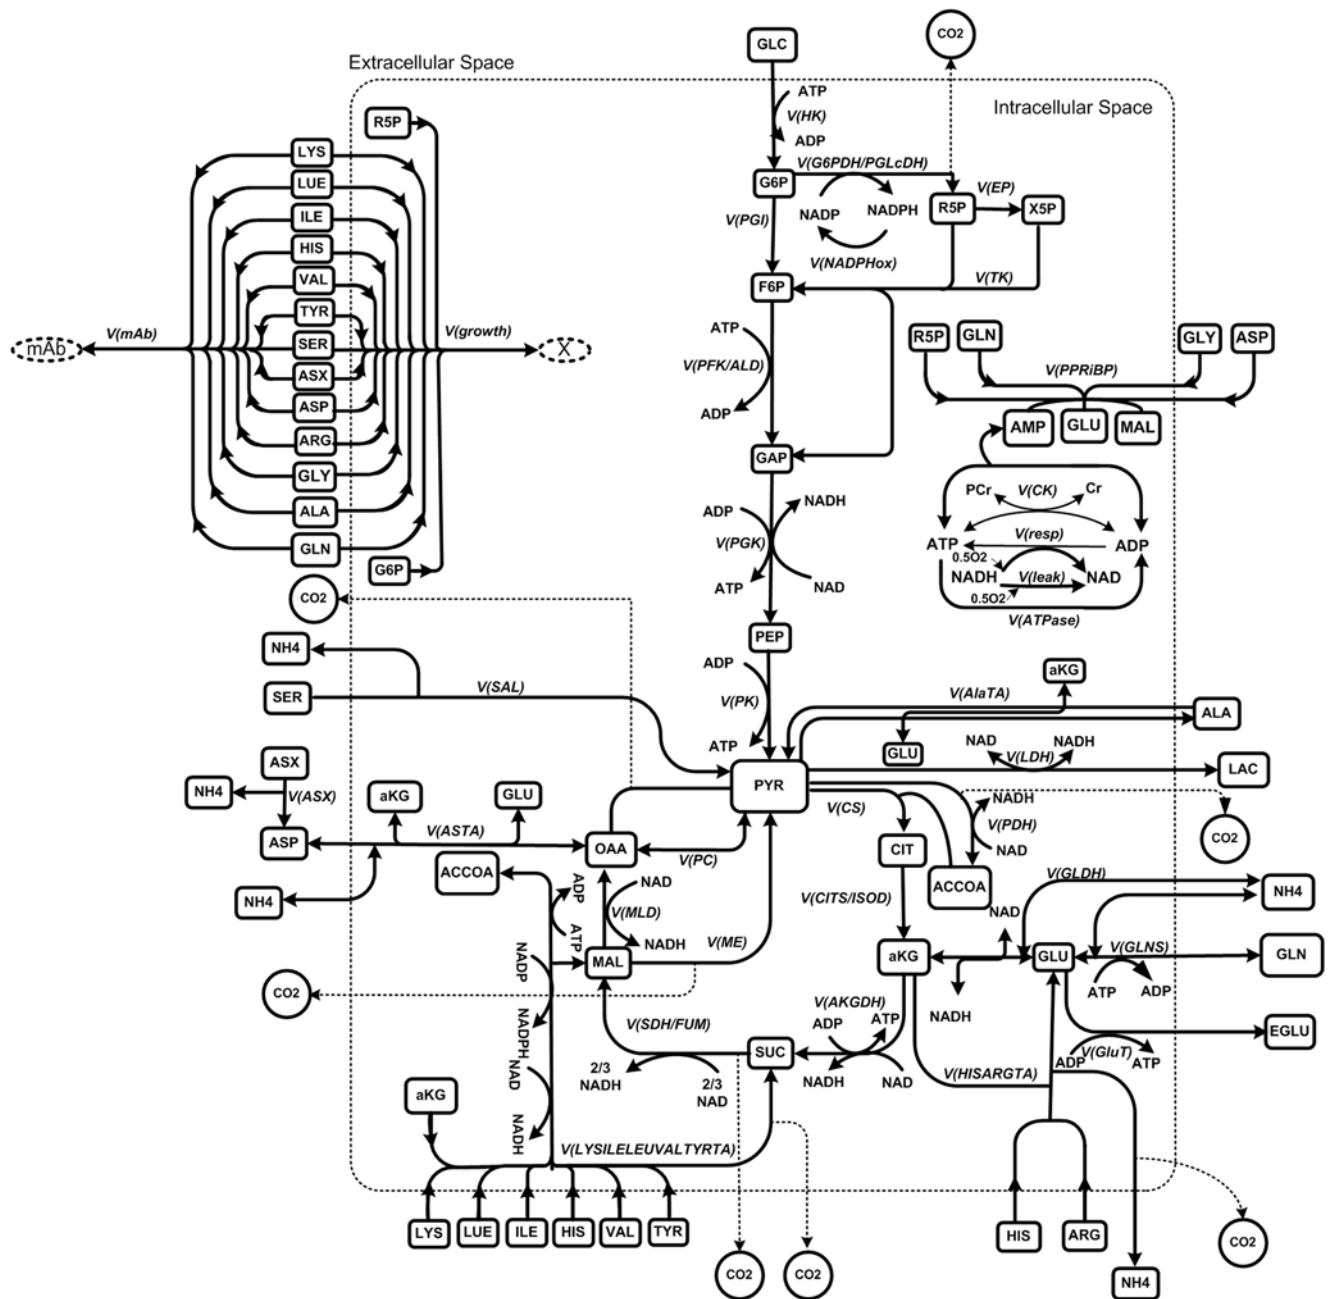 GLC
CO2
Extracellular Space
ATP
Intracellular Space
V(HK)
R5P
ADP
LYS
V(G6PDH/PGLcDH)
G6P
V(EP)
LUE
NADP
NADPH
R5P
X5P
ILE
V(PGI)
HIS
V(NADPHox)
VAL
F6P
V(TK)
TYR
ATP
V(mAb)
V(growth)
R5P
GLN
GLY
ASP
mAb
SER
X
V(PFK/ALD)
V(PPRiBP)
ASX
ASP
ADP
AMP
GLU
MAL
ARG
GAP
GLY
PCr
V(CK)
Cr
NADH
ALA
ADP
V(resp)
GLN
V(PGK)
ATP
ADP
0.5O2
G6P
NADH
V(leak)
NAD
ATP
NAD
CO2
0.5O2
V(ATPase)
PEP
NH4
ADP
aKG
SER
V(SAL)
V(PK)
V(AlaTA)
ALA
ATP
GLU
NAD
NADH
V(LDH)
ASX
LAC
PYR
NH4
V(ASX)
aKG
GLU
V(CS)
NADH
V(PDH)
CO2
ASP
V(ASTA)
OAA
V(PC)
CIT
NAD
ACCOA
ADP
NAD
ACCOA
V(GLDH)
NH4
NH4
V(MLD)
V(CITS/ISOD)
NAD
ATP
NADH
V(ME)
V(GLNS)
NADP
MAL
aKG
GLU
GLN
CO2
ATP
ADP
V(AKGDH)
NADH
NADPH
V(SDH/FUM)
ADP
ATP
EGLU
SUC
V(GluT)
NAD
2/3
NADH
2/3
NAD
NADH
NAD
V(HISARGTA)
ADP
ATP
aKG
NADH
V(LYSILELEUVALTYRTA)
LYS
LUE
ILE
HIS
VAL
TYR
HIS
ARG
CO2
CO2
CO2
NH4